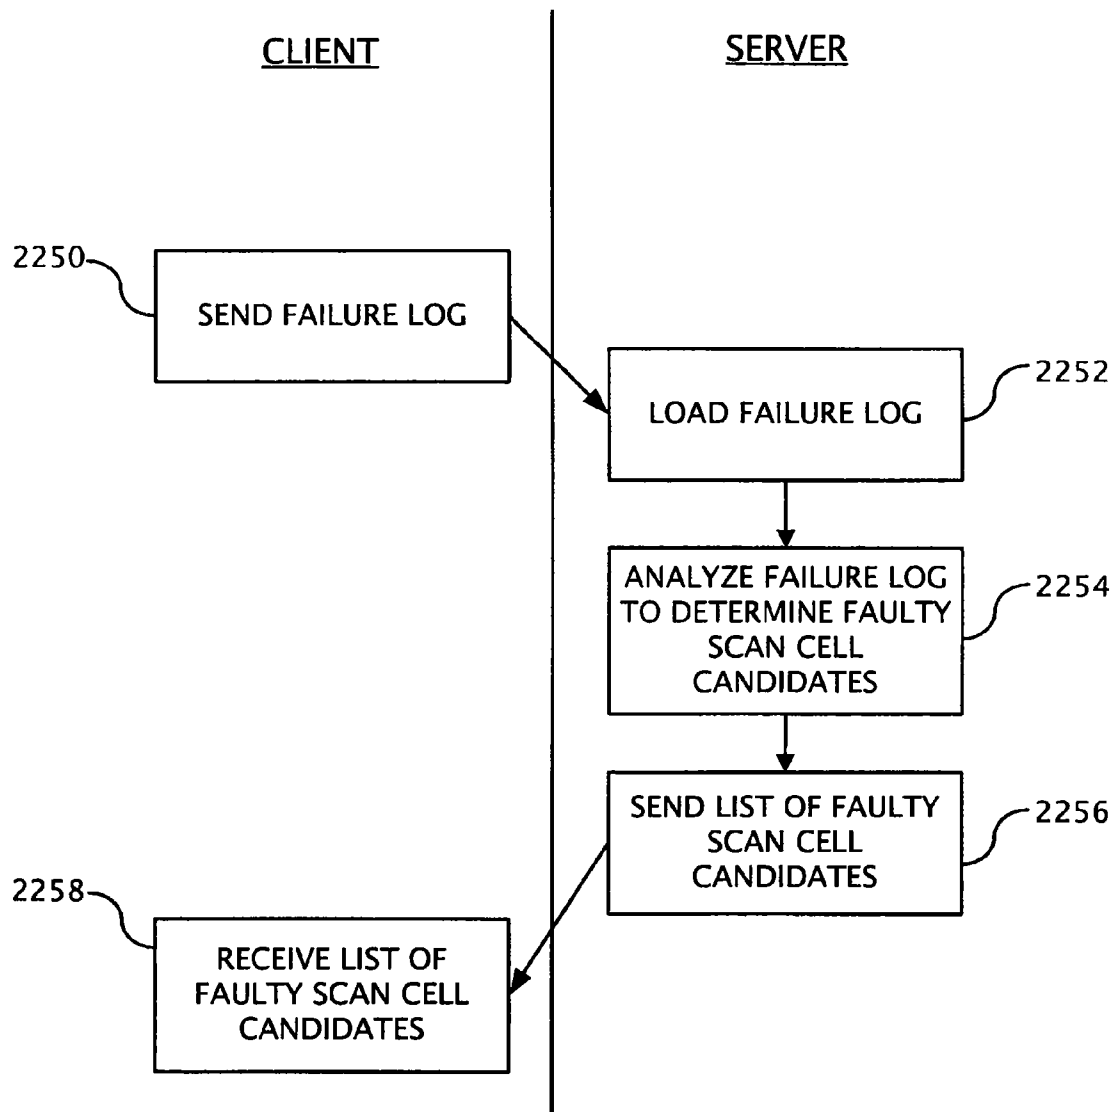 CLIENT
SERVER
2250
SEND FAILURE LOG
2252
LOAD FAILURE LOG
2254
ANALYZE FAILURE LOG
TO DETERMINE FAULTY
SCAN CELL
CANDIDATES
2256
SEND LIST OF FAULTY
SCAN CELL
CANDIDATES
2258
RECEIVE LIST OF
FAULTY SCAN CELL
CANDIDATES